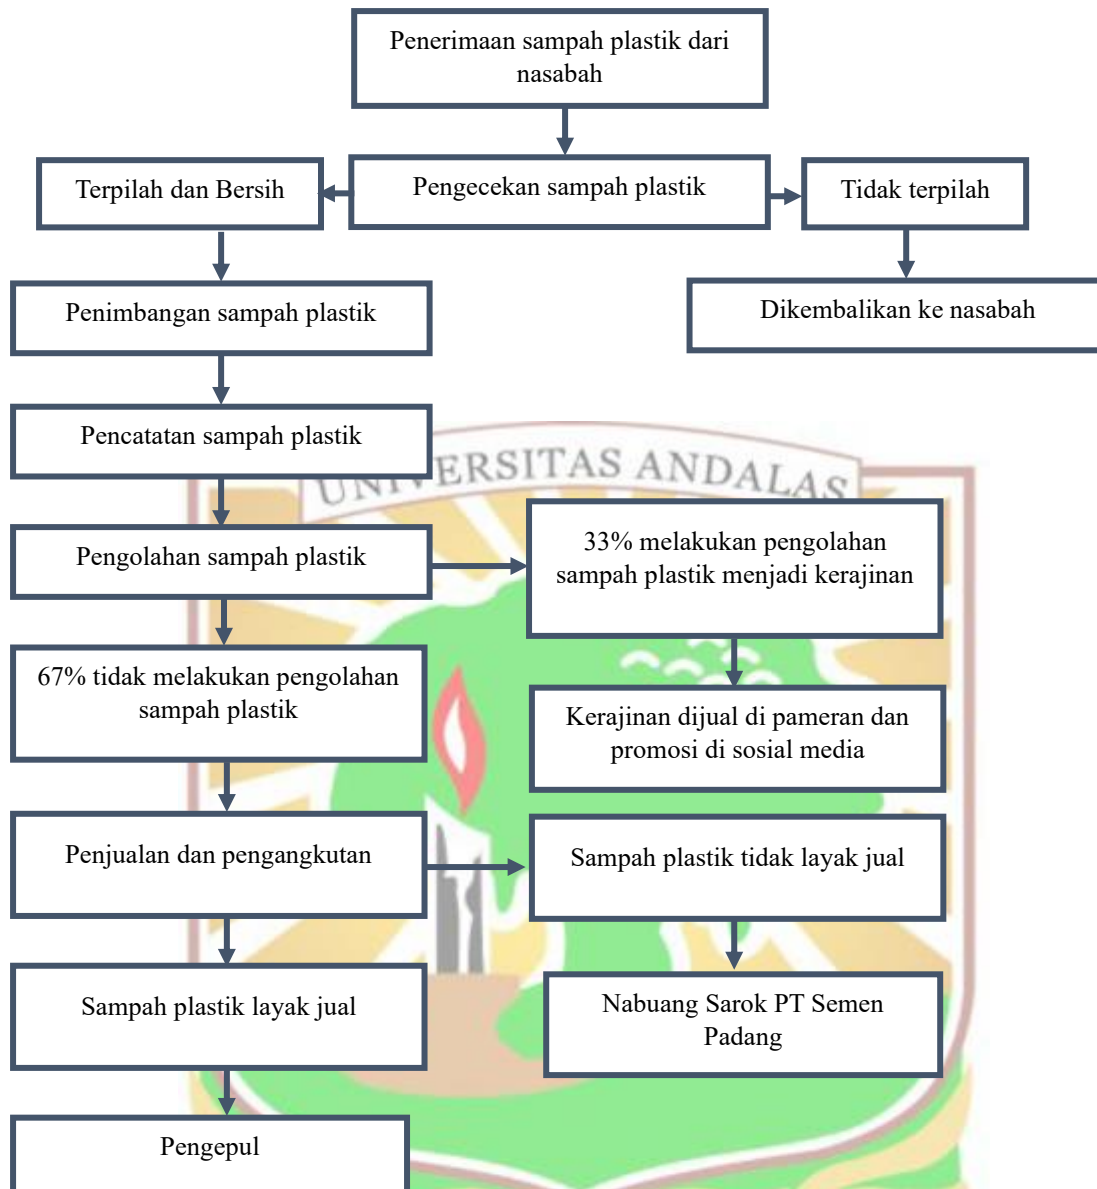 Penerimaan sampah plastik dari
nasabah
Terpilah dan Bersih
Pengecekan sampah plastik
Tidak terpilah
Penimbangan sampah plastik
Dikembalikan ke nasabah
Pencatatan sampah plastik
UNIVERSITAS ANDALAS
Pengolahan sampah plastik
33% melakukan pengolahan
sampah plastik menjadi kerajinan
67% tidak melakukan pengolahan
sampah plastik
Kerajinan dijual di pameran dan
promosi di sosial media
Penjualan dan pengangkutan
Sampah plastik tidak layak jual
Sampah plastik layak jual
Nabuang Sarok PT Semen
Padang
Pengepul